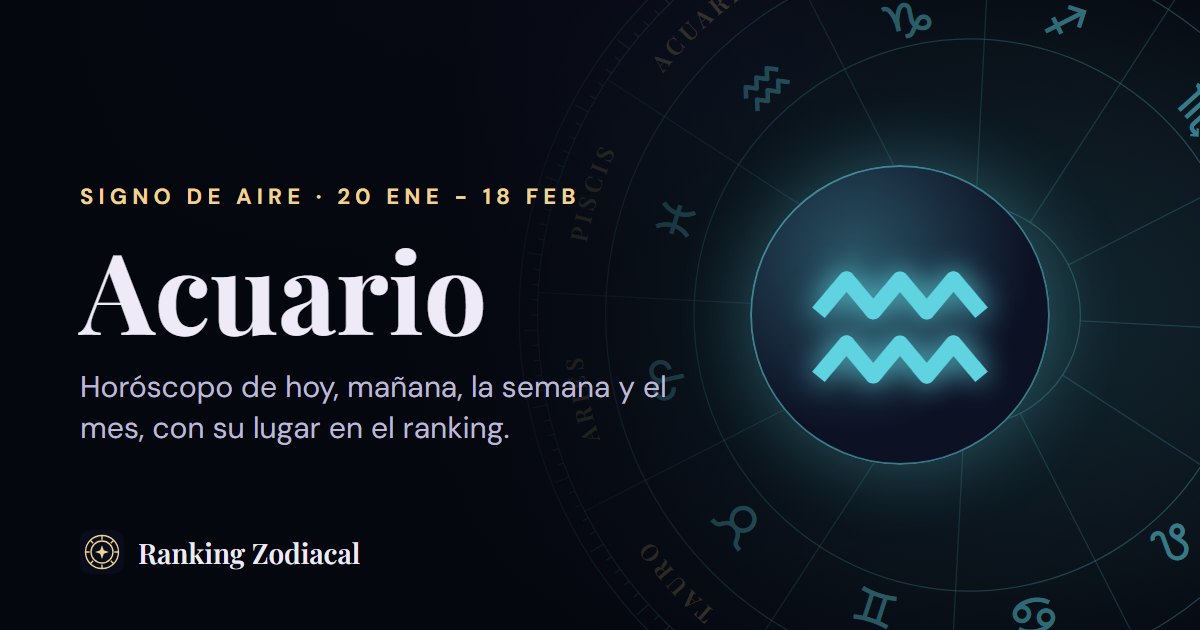 SIGNO DE AIRE · 20 ENE – 18 FEB
Acuario
Horóscopo de hoy, mañana, la semana y el
mes, con su lugar en el ranking.
Ranking Zodiacal
PISCIS
ARIES
TAURO